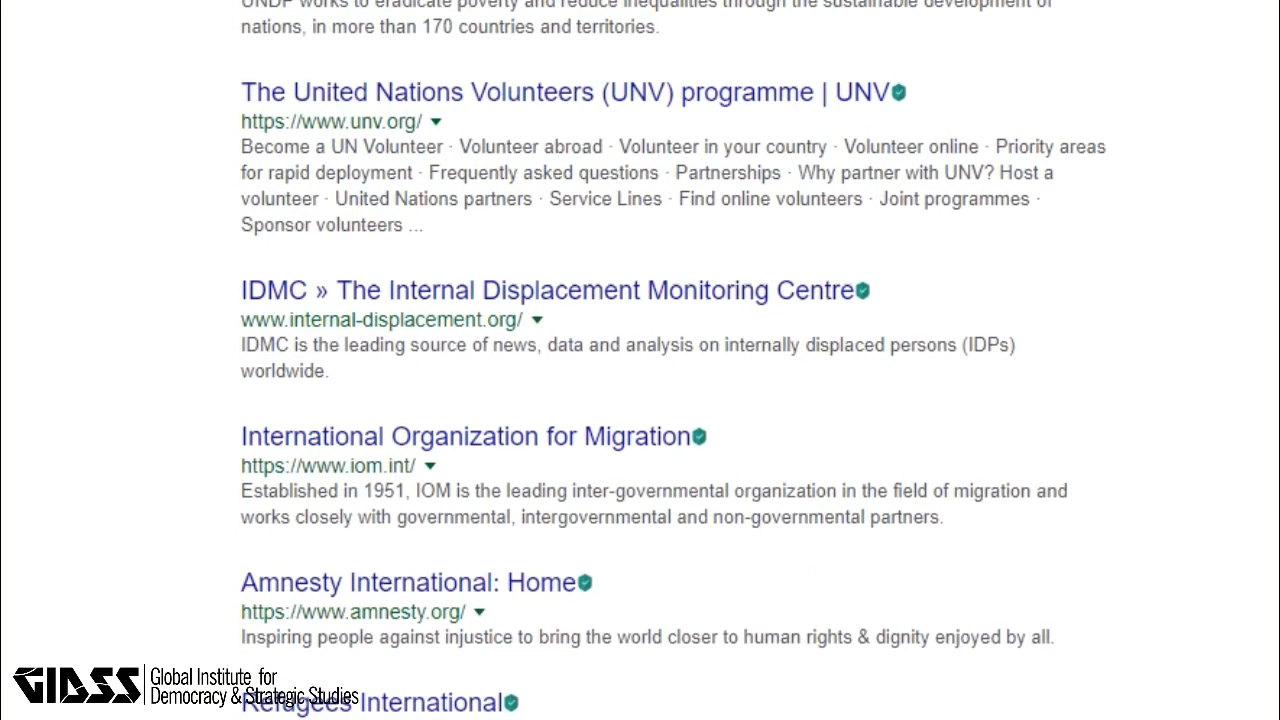 UNDP works to eradicate poverty and reduce inequalities through the sustainable development of
nations, in more than 170 countries and territories.
The United Nations Volunteers (UNV) programme | UNV
https://www.unv.org/
Become a UN Volunteer · Volunteer abroad · Volunteer in your country · Volunteer online · Priority areas
for rapid deployment · Frequently asked questions · Partnerships · Why partner with UNV? Host a
volunteer · United Nations partners · Service Lines · Find online volunteers · Joint programmes ·
Sponsor volunteers ...
IDMC » The Internal Displacement Monitoring Centre
www.internal-displacement.org/
IDMC is the leading source of news, data and analysis on internally displaced persons (IDPs)
worldwide.
International Organization for Migration
https://www.iom.int/
Established in 1951, IOM is the leading inter-governmental organization in the field of migration and
works closely with governmental, intergovernmental and non-governmental partners.
Amnesty International: Home
https://www.amnesty.org/
Inspiring people against injustice to bring the world closer to human rights & dignity enjoyed by all.
Refugees International
GIDSS
Global Institute for
Democracy & Strategic Studies